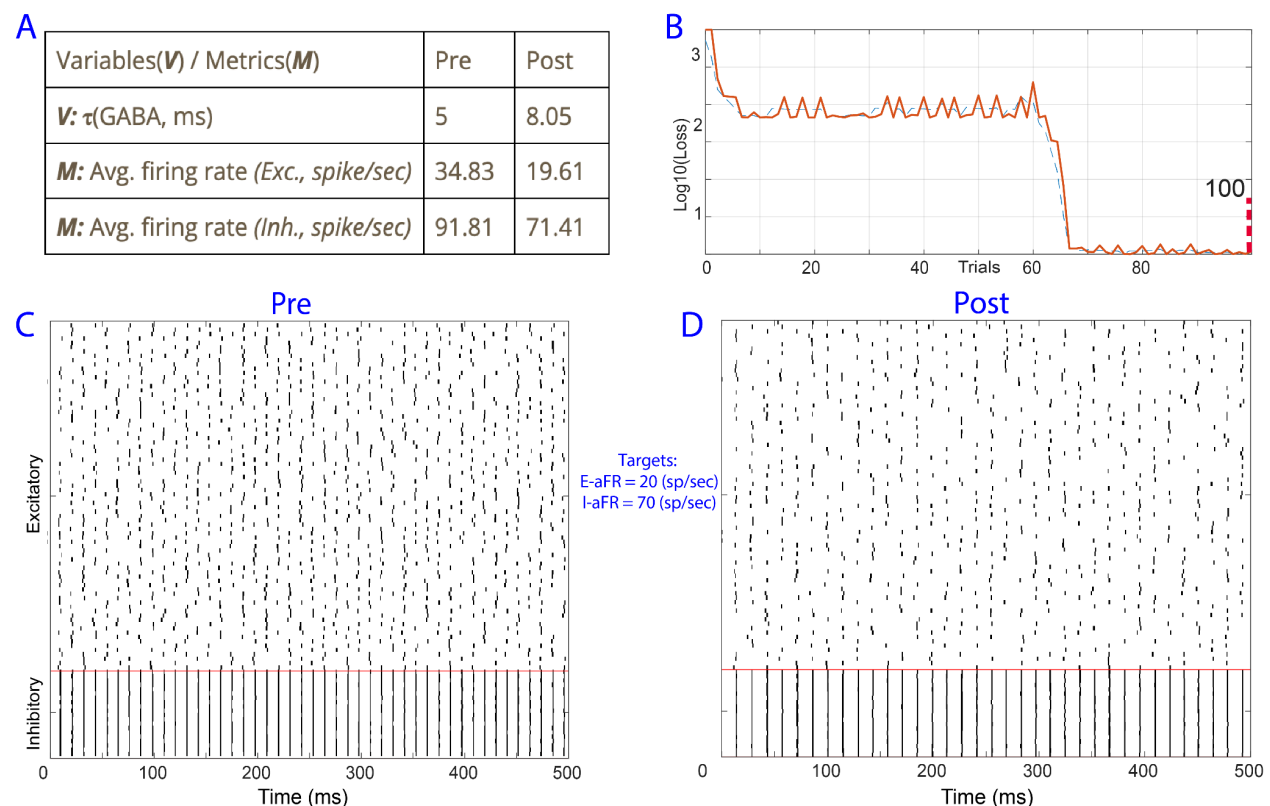 A
Variables(V) / Metrics(M) Pre Post
V: τ(GABA, ms) 5 8.05
M: Avg. firing rate (Exc., spike/sec) 34.83 19.61
M: Avg. firing rate (Inh., spike/sec) 91.81 71.41
B
Log10(Loss)
3
2
1
100
0 20 40 60 80
Trials
C
Pre
Excitatory
Inhibitory
0 100 200 300 400 500
Time (ms)
Targets:
E-aFR = 20 (sp/sec)
I-aFR = 70 (sp/sec)
D
Post
0 100 200 300 400 500
Time (ms)